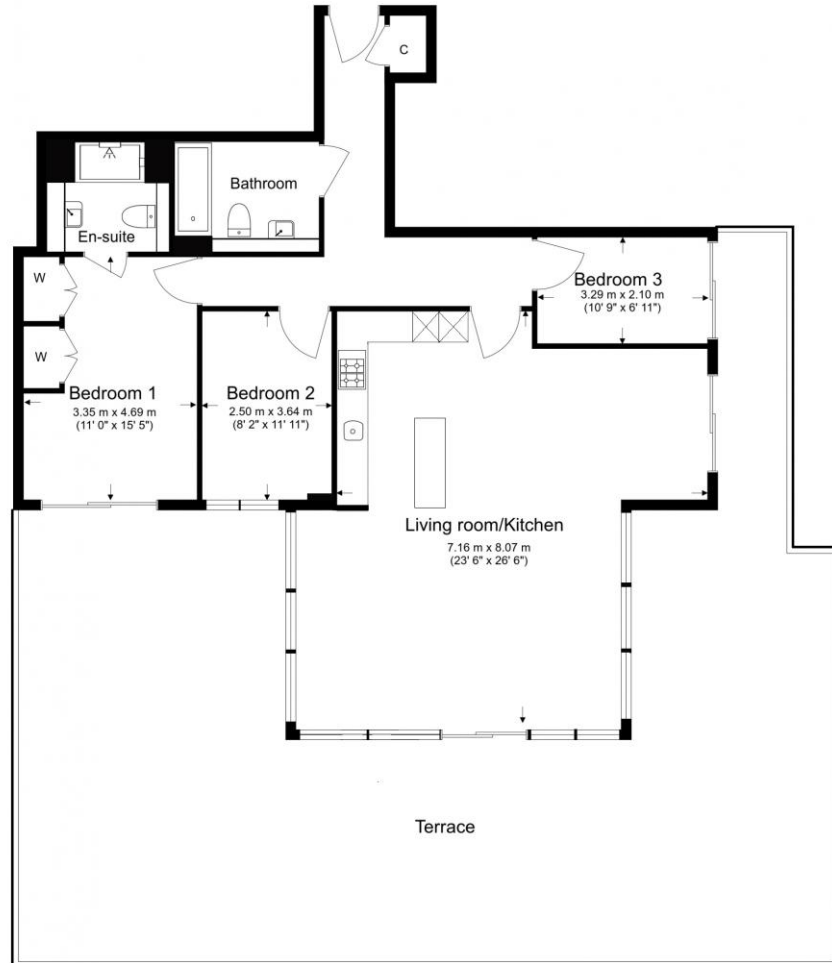 C
Bathroom
En-suite
W
W
Bedroom 3
3.29 m x 2.10 m
(10' 9" x 6' 11")
Bedroom 1
3.35 m x 4.69 m
(11' 0" x 15' 5")
Bedroom 2
2.50 m x 3.64 m
(8' 2" x 11' 11")
Living room/Kitchen
7.16 m x 8.07 m
(23' 6" x 26' 6")
Terrace